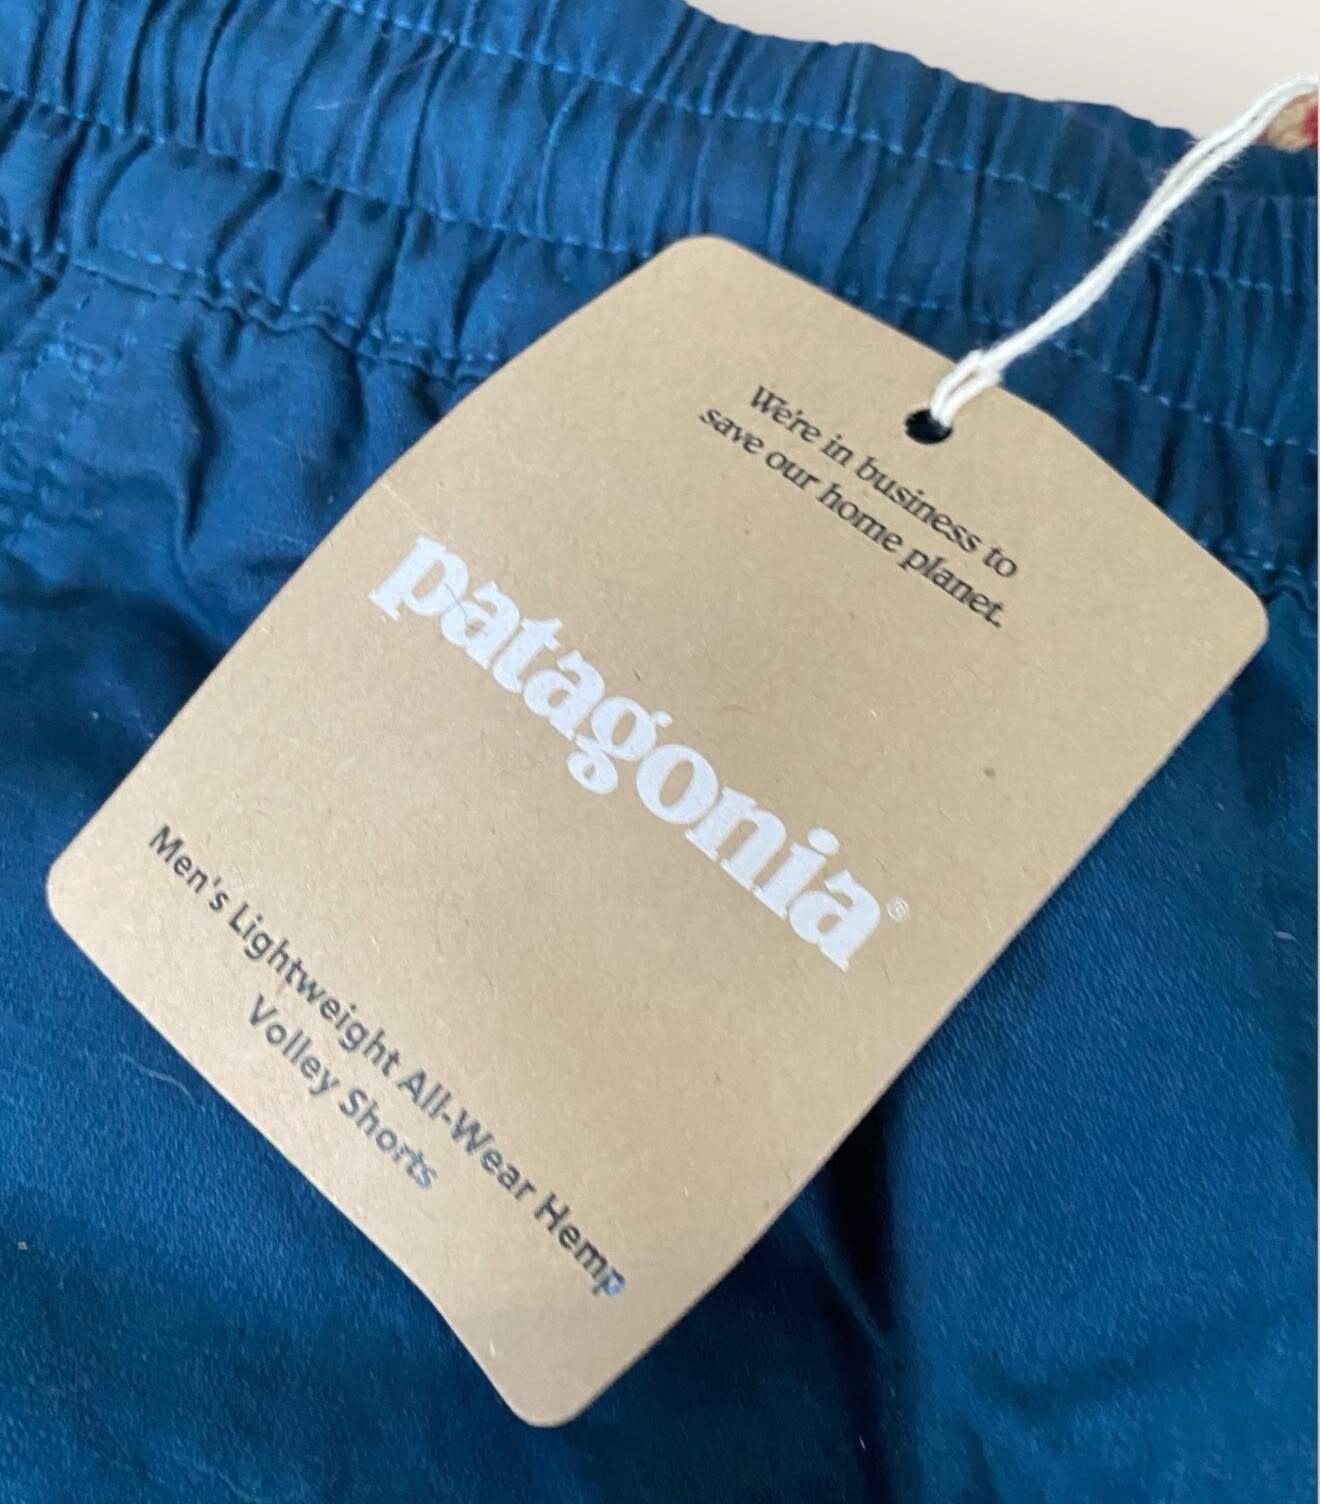 We're in business to
save our home planet.
patagonia®
Men's Lightweight All-Wear Hemp
Volley Shorts